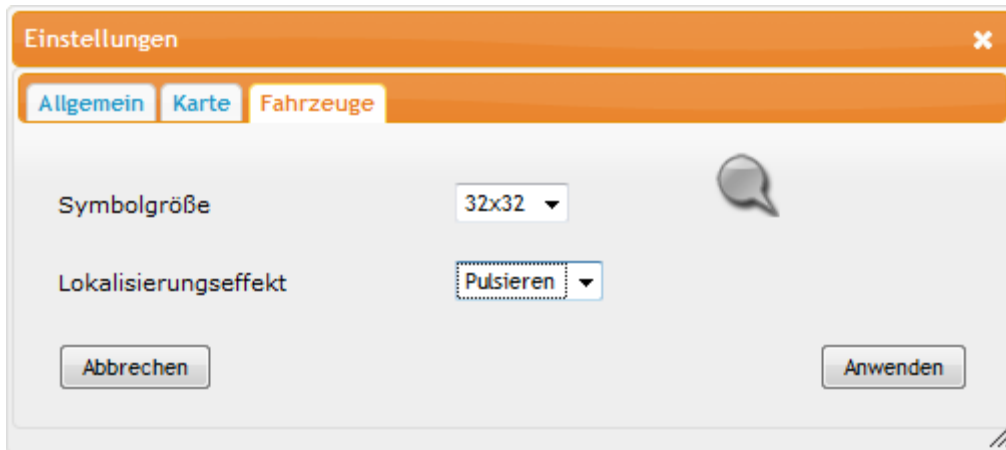 Einstellungen
Allgemein Karte Fahrzeuge
Symbolgröße 32x32
Lokalisierungseffekt Pulsieren
Abbrechen Anwenden